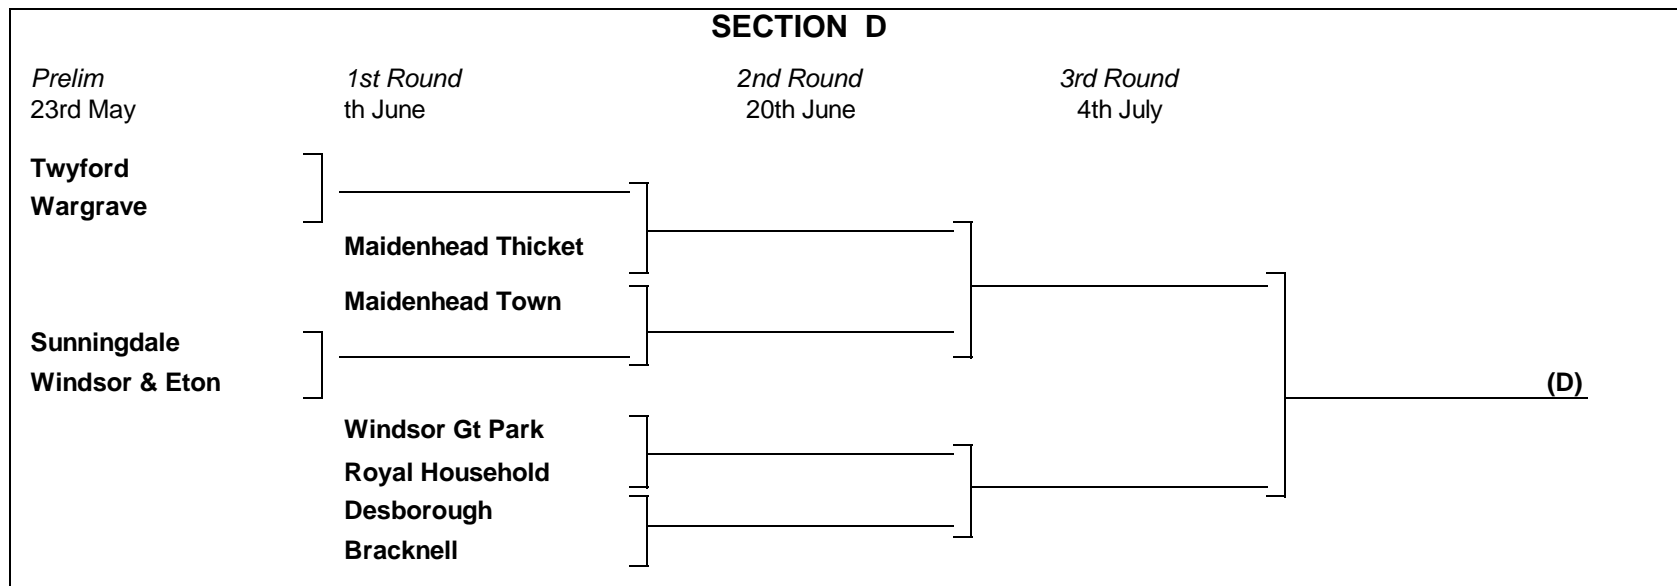 SECTION D
Prelim 1st Round 2nd Round 3rd Round
23rd May th June 20th June 4th July
Twyford
Wargrave
Maidenhead Thicket
Maidenhead Town
Sunningdale
Windsor & Eton (D)
Windsor Gt Park
Royal Household
Desborough
Bracknell